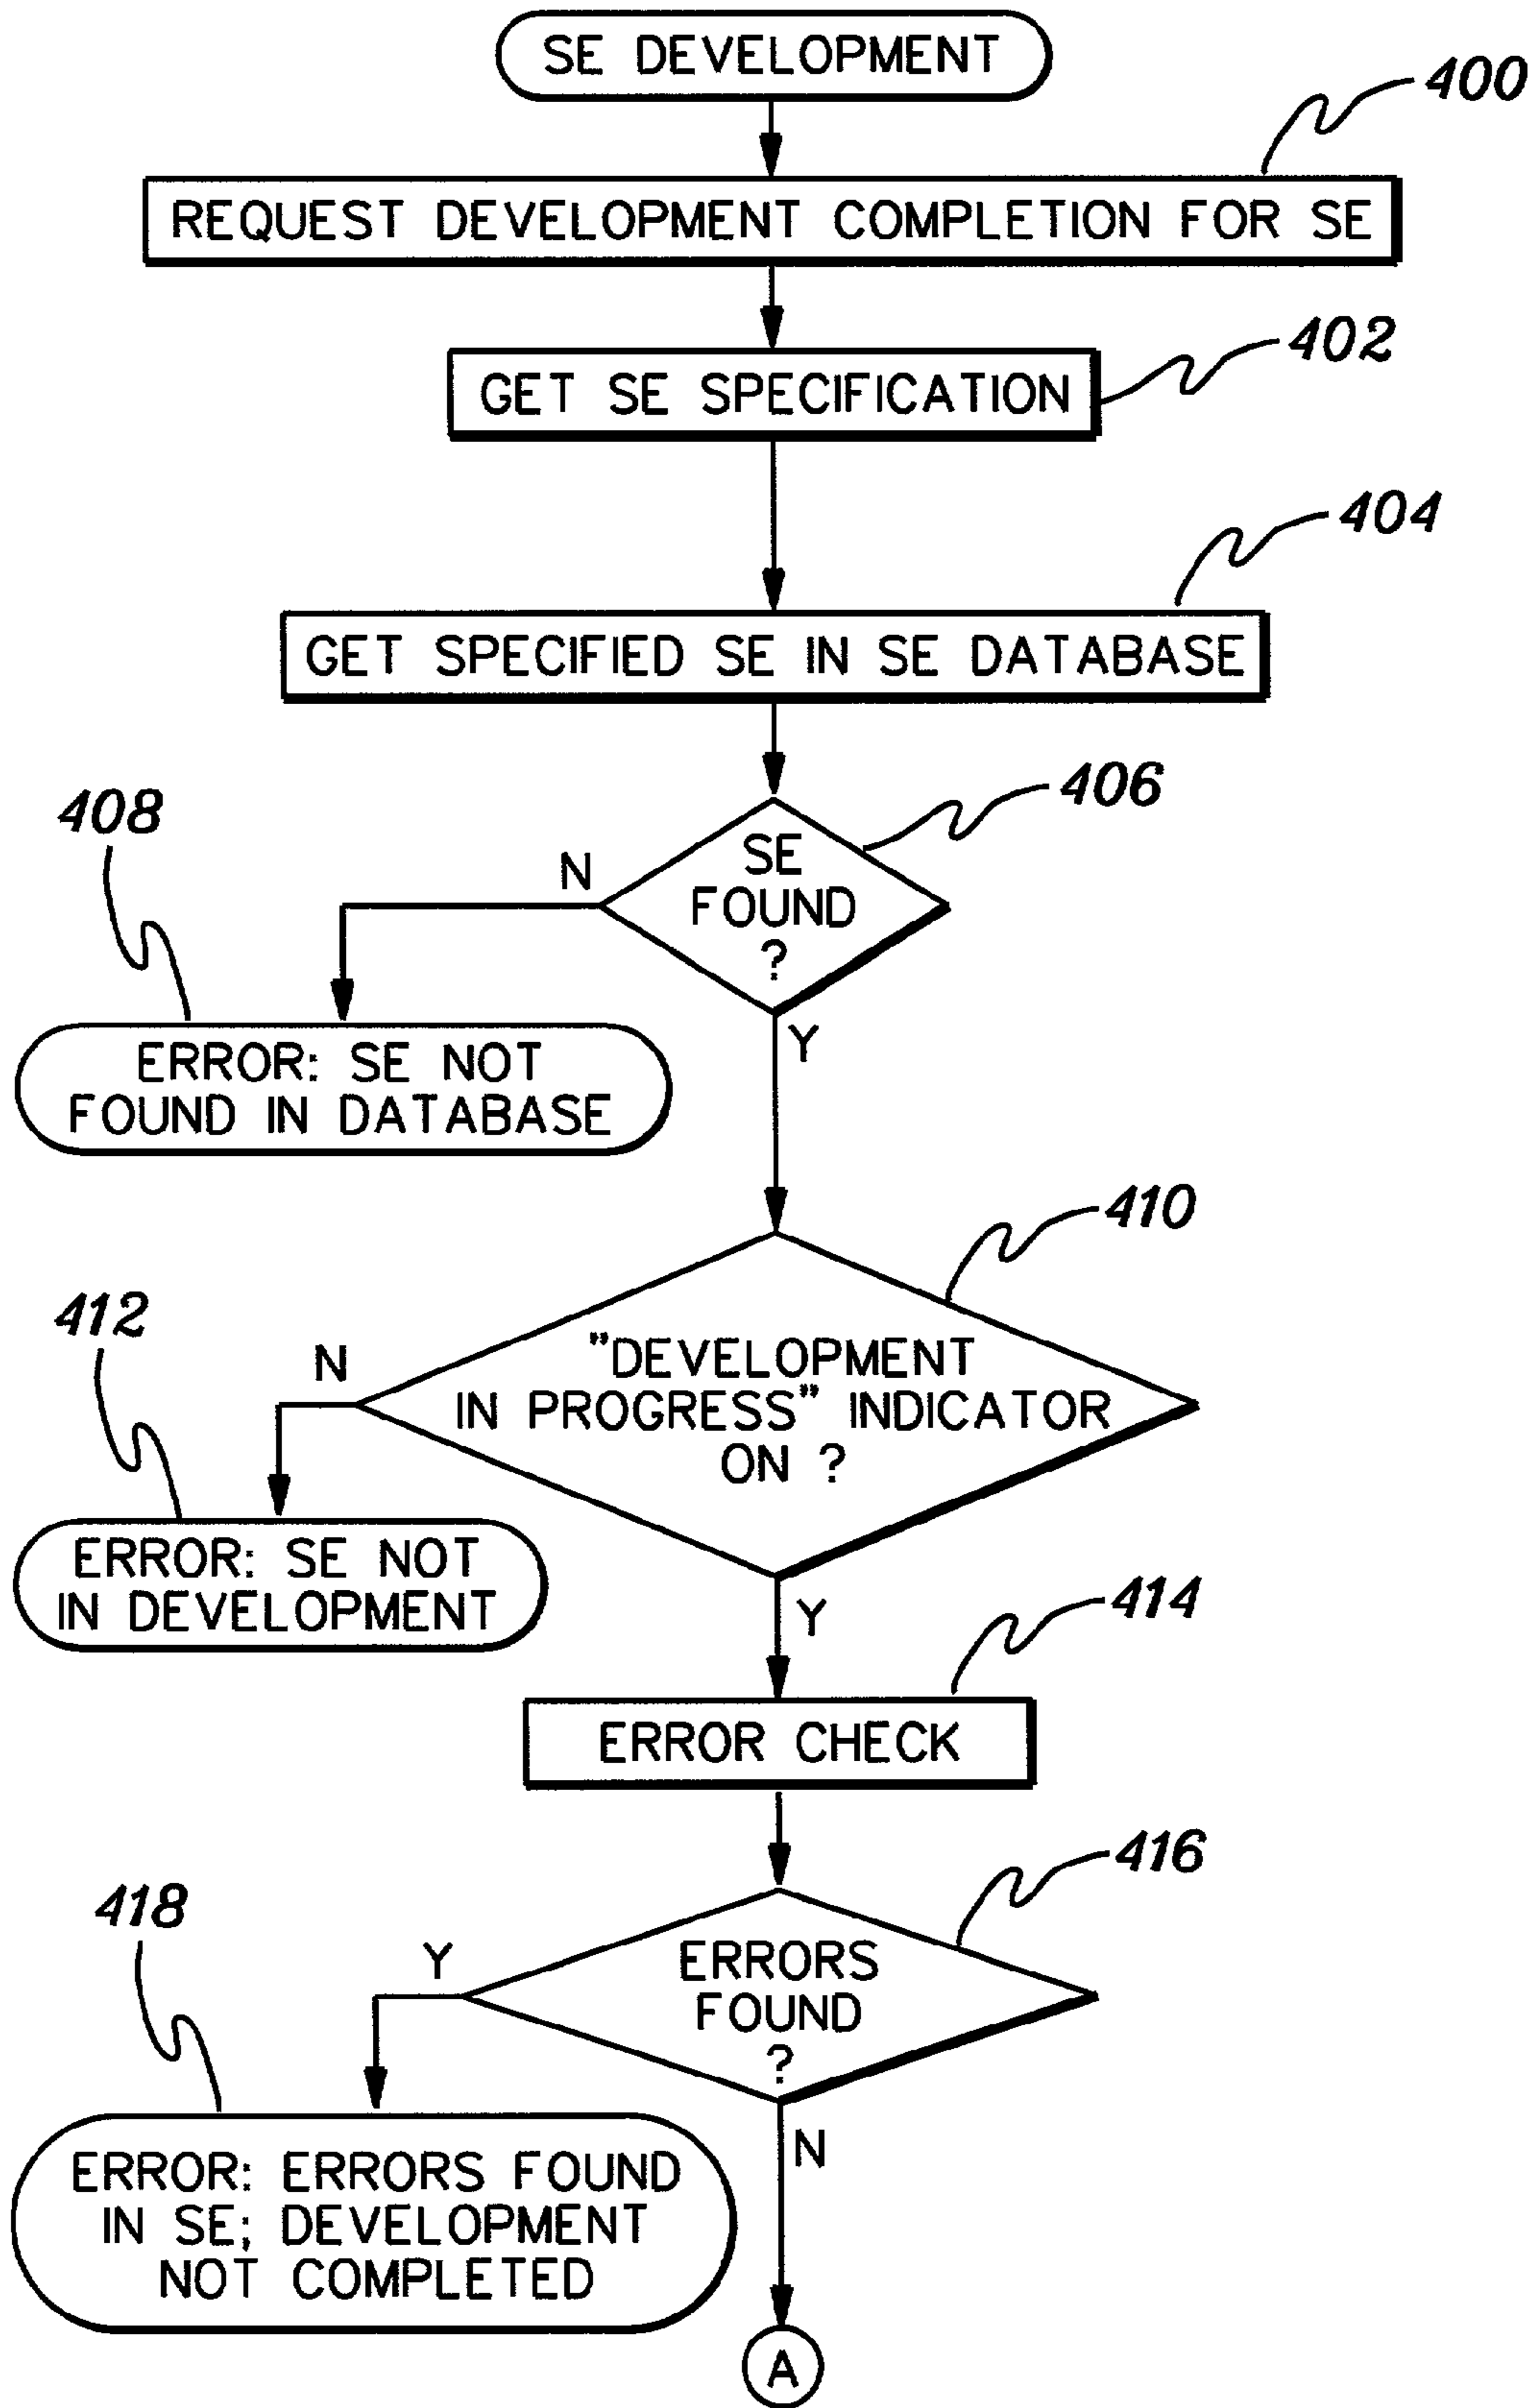 SE DEVELOPMENT
400
REQUEST DEVELOPMENT COMPLETION FOR SE
402
GET SE SPECIFICATION
404
GET SPECIFIED SE IN SE DATABASE
406
408
SE
FOUND
?
N
Y
ERROR: SE NOT
FOUND IN DATABASE
410
412
N
"DEVELOPMENT
IN PROGRESS" INDICATOR
ON ?
ERROR: SE NOT
IN DEVELOPMENT
Y
414
ERROR CHECK
416
418
Y
ERRORS
FOUND
?
N
ERROR: ERRORS FOUND
IN SE; DEVELOPMENT
NOT COMPLETED
A